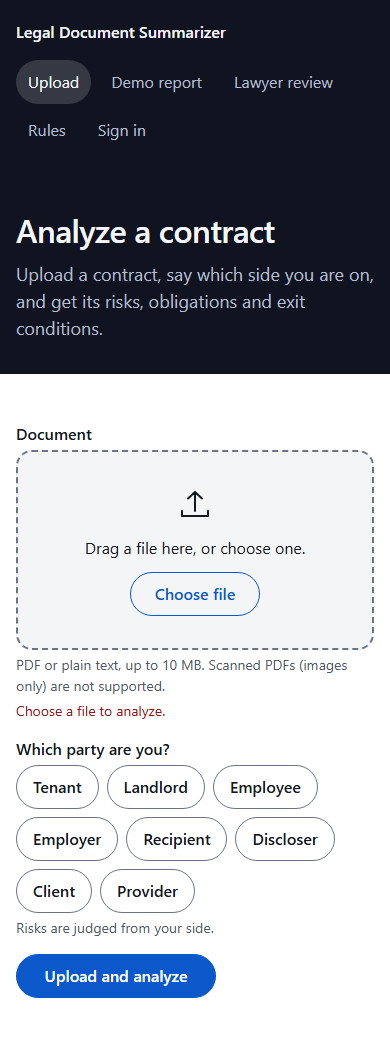 Legal Document Summarizer
Upload Demo report Lawyer review
Rules Sign in
Analyze a contract
Upload a contract, say which side you are on,
and get its risks, obligations and exit
conditions.
Document
Drag a file here, or choose one.
Choose file
PDF or plain text, up to 10 MB. Scanned PDFs (images
only) are not supported.
Choose a file to analyze.
Which party are you?
Tenant Landlord Employee
Employer Recipient Discloser
Client Provider
Risks are judged from your side.
Upload and analyze